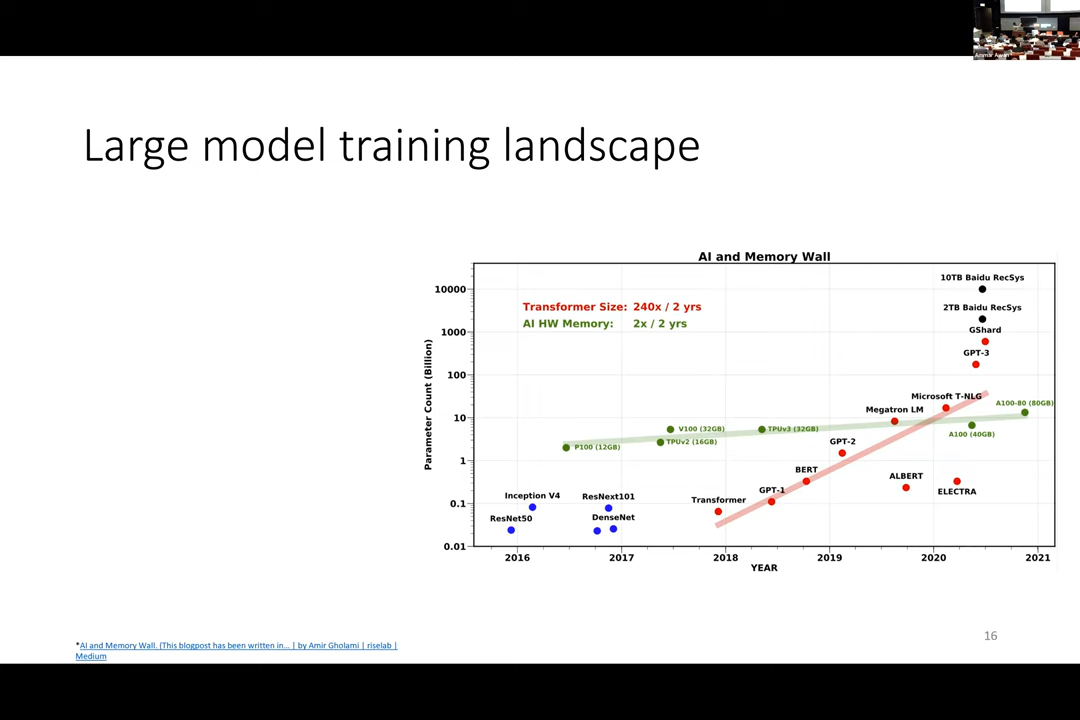 Ammar Awan
Large model training landscape
AI and Memory Wall
Transformer Size: 240x / 2 yrs
AI HW Memory: 2x / 2 yrs
10TB Baidu RecSys
2TB Baidu RecSys
GShard
GPT-3
Microsoft T-NLG
A100-80 (80GB)
Megatron LM
V100 (32GB)
TPUv3 (32GB)
A100 (40GB)
P100 (12GB)
TPUv2 (16GB)
GPT-2
BERT
ALBERT
ELECTRA
GPT-1
Transformer
Inception V4
ResNext101
ResNet50
DenseNet
Parameter Count (Billion)
10000
1000
100
10
1
0.1
0.01
2016 2017 2018 2019 2020 2021
YEAR
*AI and Memory Wall. (This blogpost has been written in... | by Amir Gholami | riselab |
Medium
16